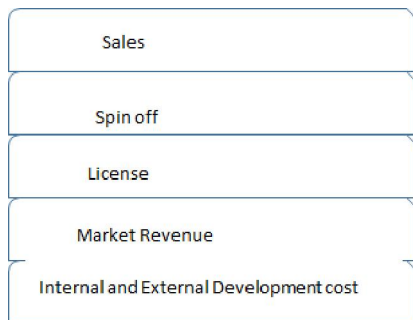 Sales
Spin off
License
Market Revenue
Internal and External Development cost